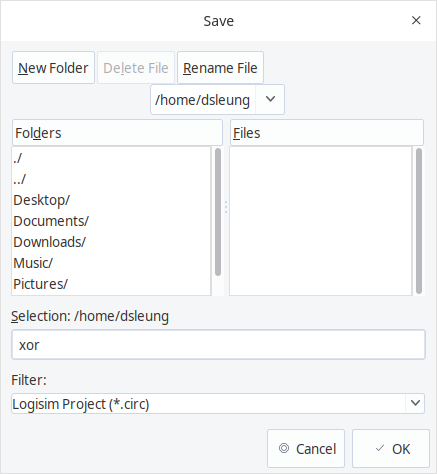 Save
New Folder Delete File Rename File
/home/dsleung
Folders Files
./
../
Desktop/
Documents/
Downloads/
Music/
Pictures/
Selection: /home/dsleung
xor
Filter:
Logisim Project (*.circ)
Cancel OK